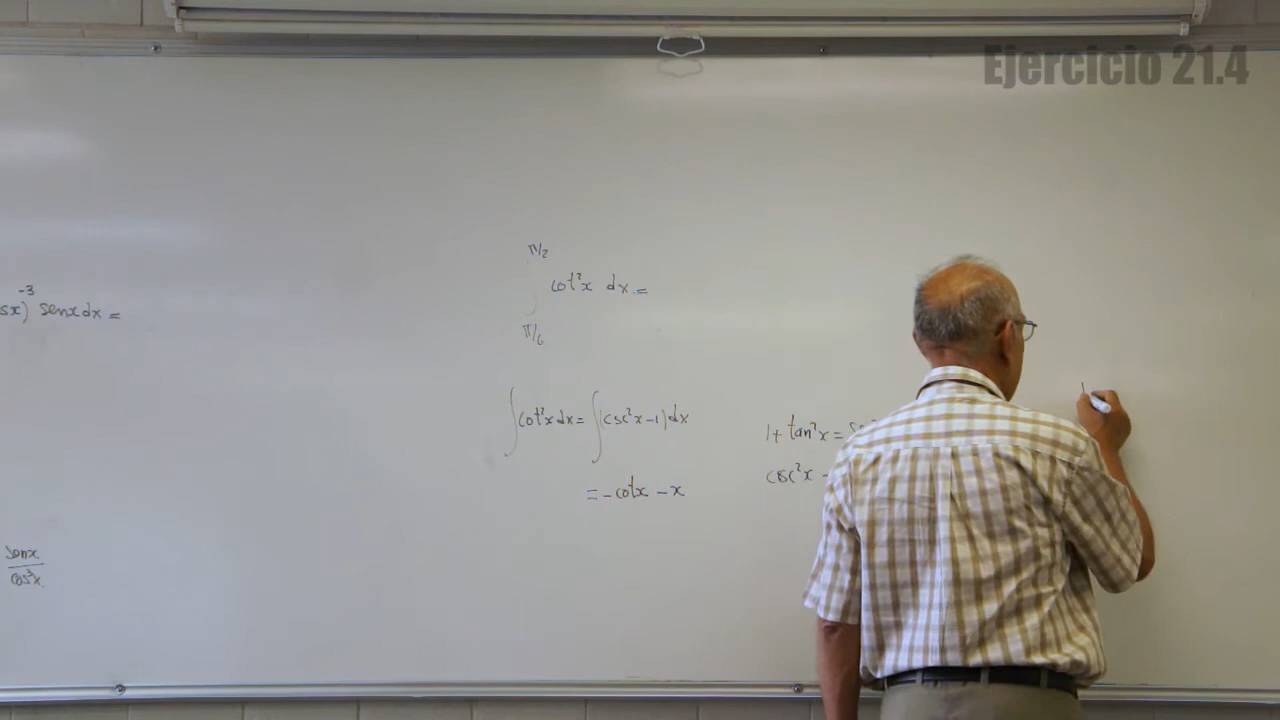 Ejercicio 21.4
-3
sx) senx dx =
π/2
cot²x dx =
π/6
∫cot²x dx = ∫(csc²x-1)dx
= -cotx - x
1 + tan²x =
csc²x -
senx
cos³x